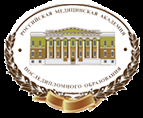 РОССИЙСКАЯ МЕДИЦИНСКАЯ АКАДЕМИЯ
ПОСЛЕДИПЛОМНОГО ОБРАЗОВАНИЯ